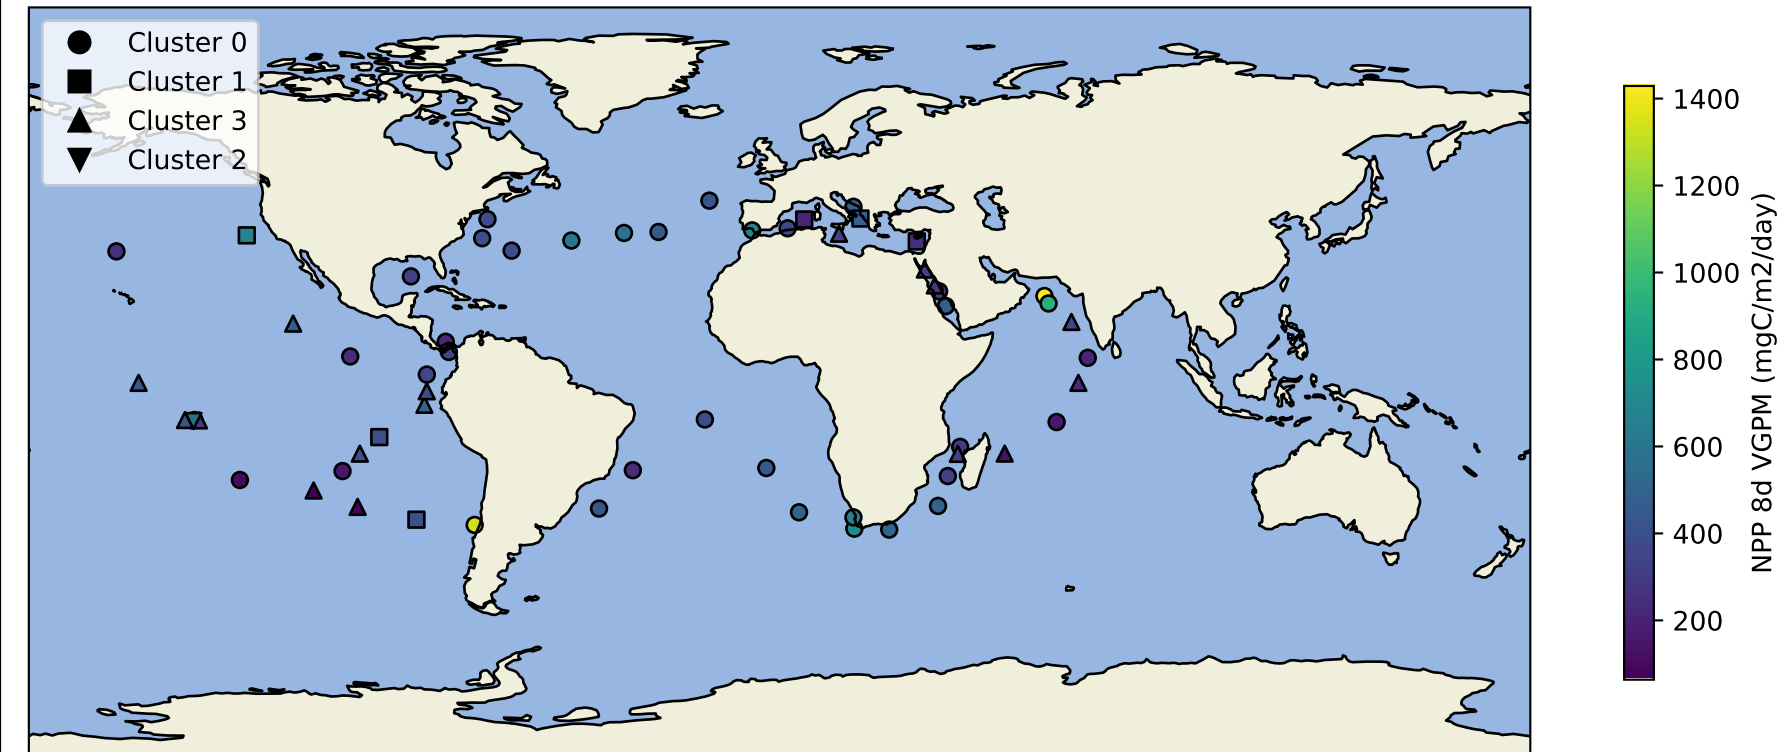 Cluster 0
Cluster 1
Cluster 3
Cluster 2
1400
1200
1000
800
600
400
200
NPP 8d VGPM (mgC/m2/day)